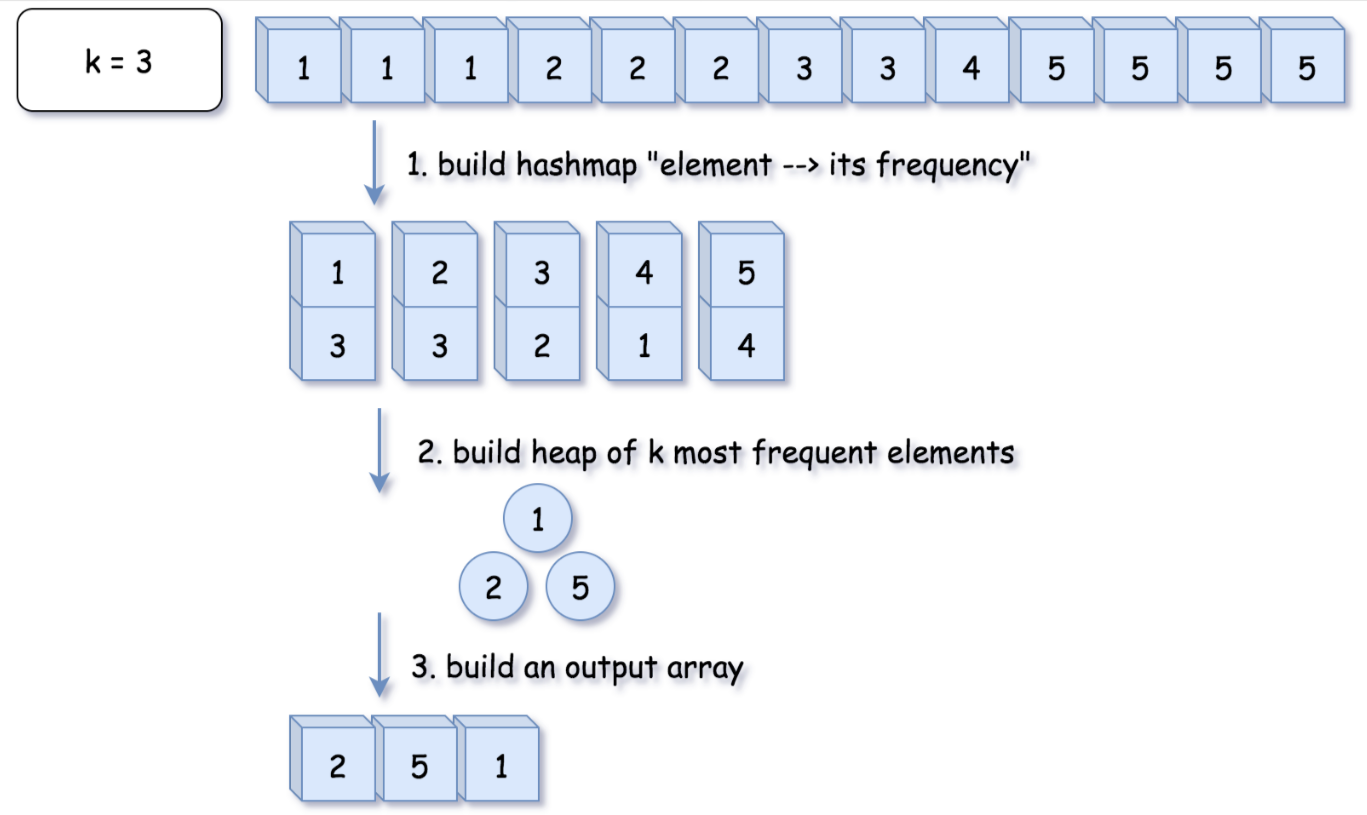 k = 3
1 1 1 2 2 2 3 3 4 5 5 5 5
1. build hashmap "element --> its frequency"
1 2 3 4 5
3 3 2 1 4
2. build heap of k most frequent elements
1
2 5
3. build an output array
2 5 1